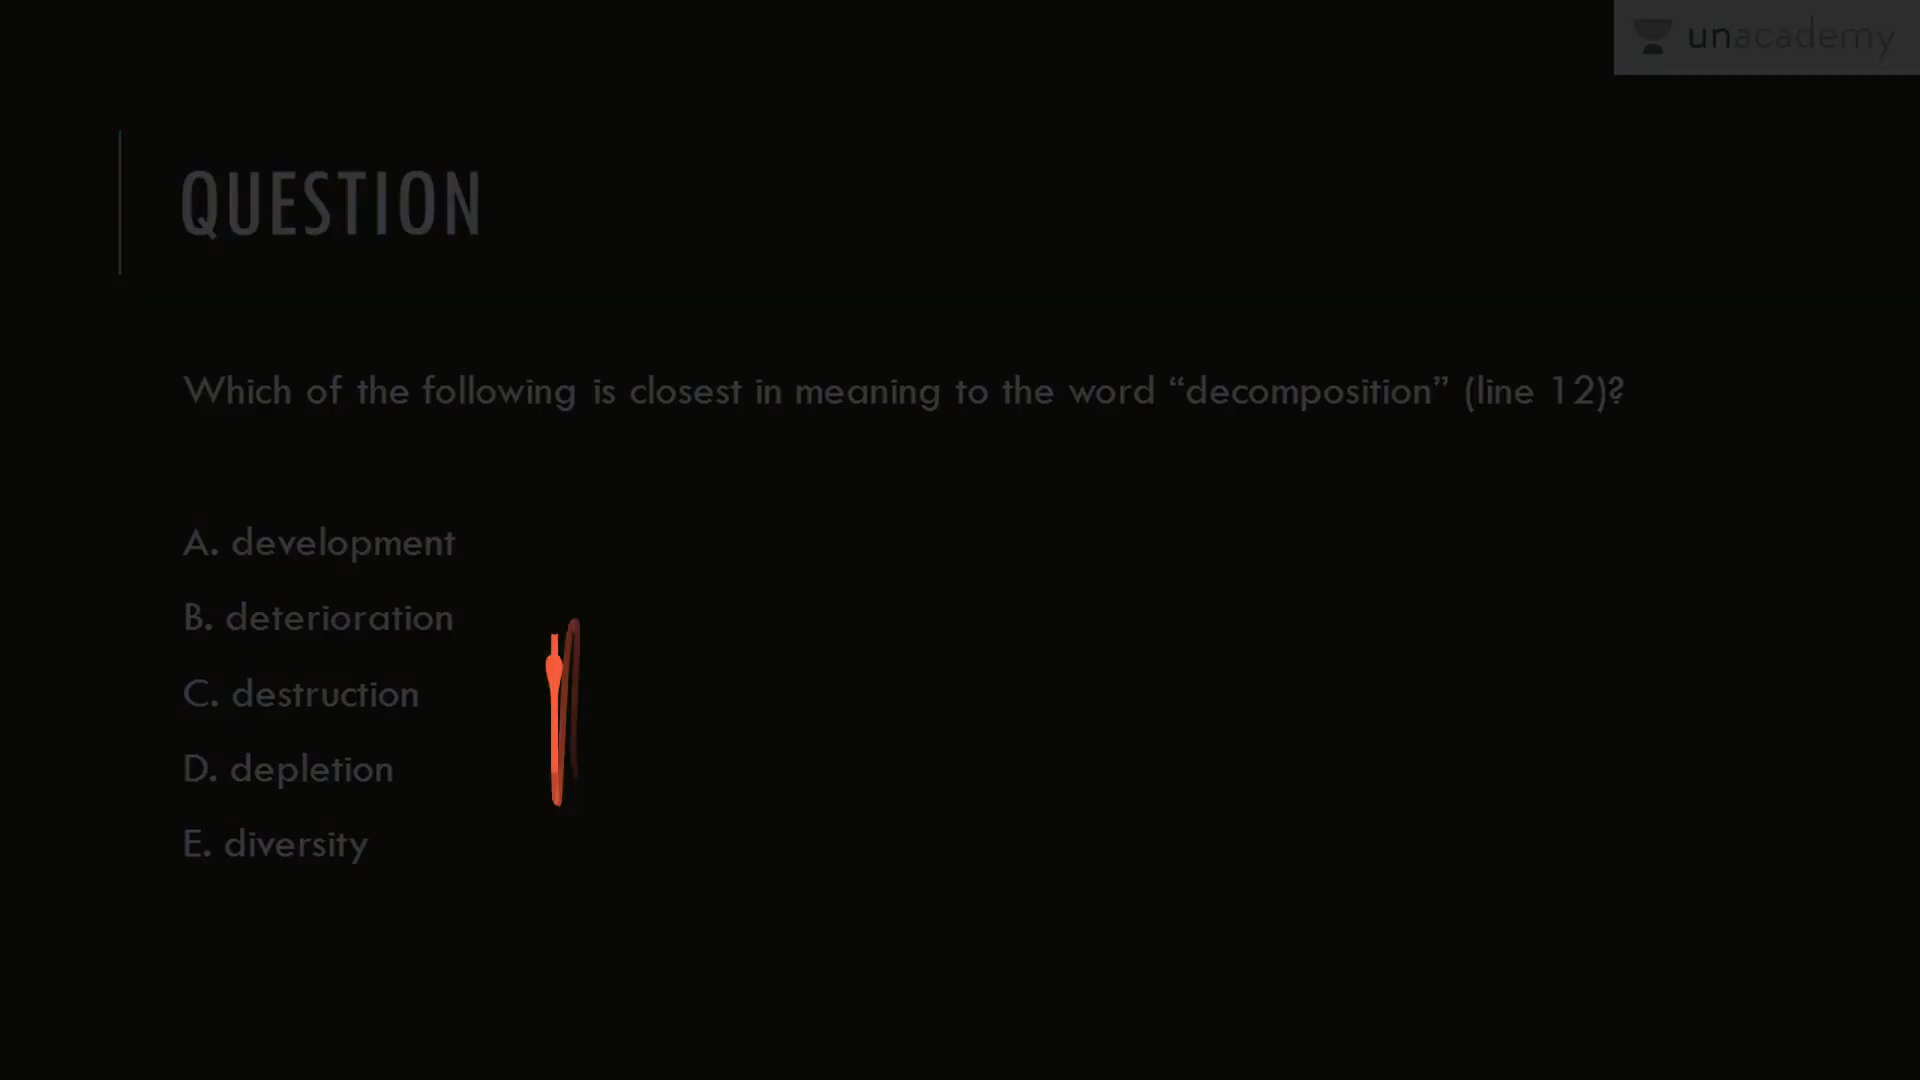 unacademy
QUESTION
Which of the following is closest in meaning to the word “decomposition” (line 12)?
A. development
B. deterioration
C. destruction
D. depletion
E. diversity